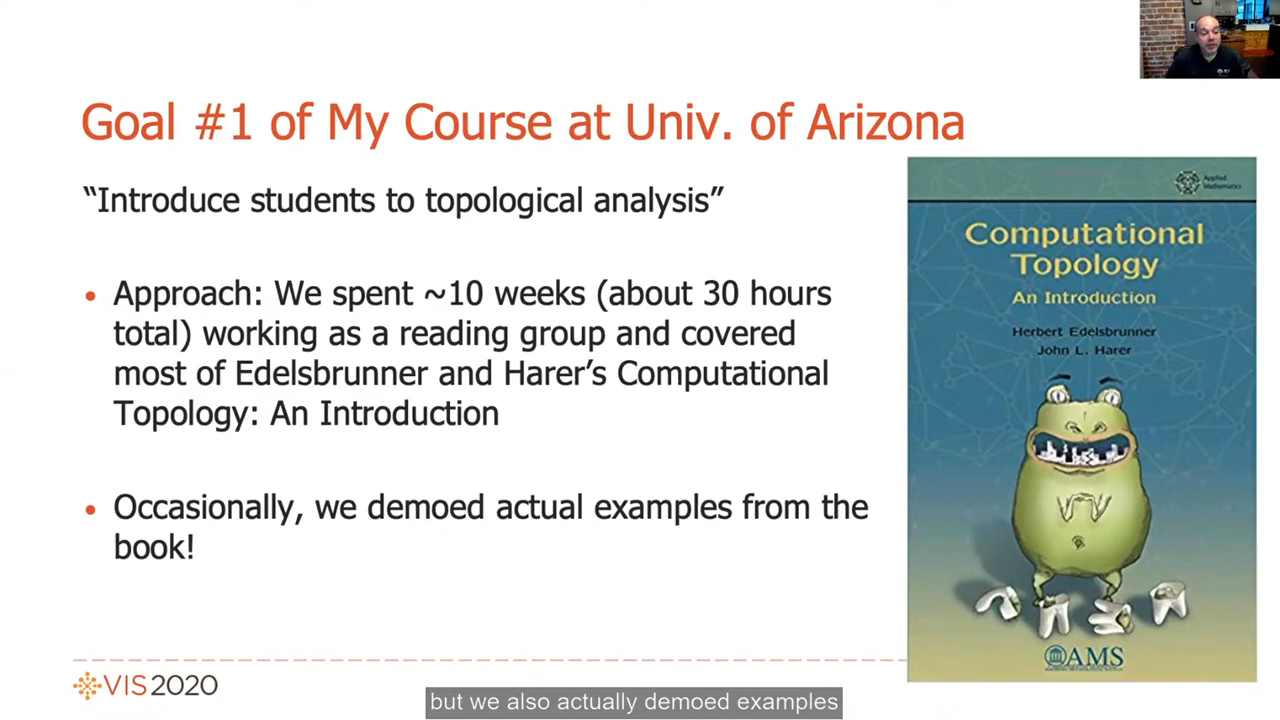 Goal #1 of My Course at Univ. of Arizona
“Introduce students to topological analysis”
• Approach: We spent ~10 weeks (about 30 hours
total) working as a reading group and covered
most of Edelsbrunner and Harer’s Computational
Topology: An Introduction
• Occasionally, we demoed actual examples from the
book!
Applied
Mathematics
Computational
Topology
An Introduction
Herbert Edelsbrunner
John L. Harer
AMS
VIS2020
but we also actually demoed examples